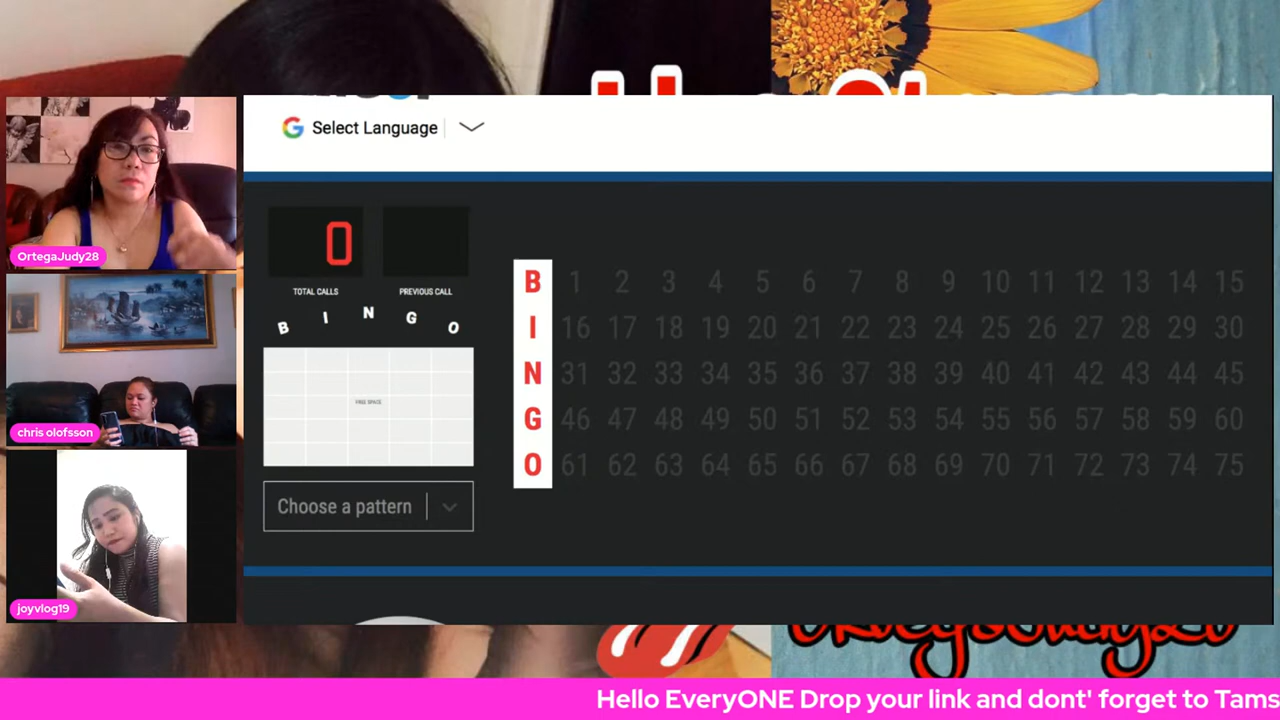 Select Language
OrtegaJudy28
0
TOTAL CALLS
PREVIOUS CALL
B I N G O
FREE SPACE
Choose a pattern
B 1 2 3 4 5 6 7 8 9 10 11 12 13 14 15
I 16 17 18 19 20 21 22 23 24 25 26 27 28 29 30
N 31 32 33 34 35 36 37 38 39 40 41 42 43 44 45
G 46 47 48 49 50 51 52 53 54 55 56 57 58 59 60
O 61 62 63 64 65 66 67 68 69 70 71 72 73 74 75
chris olofsson
joyvlog19
Hello EveryONE Drop your link and dont' forget to Tams